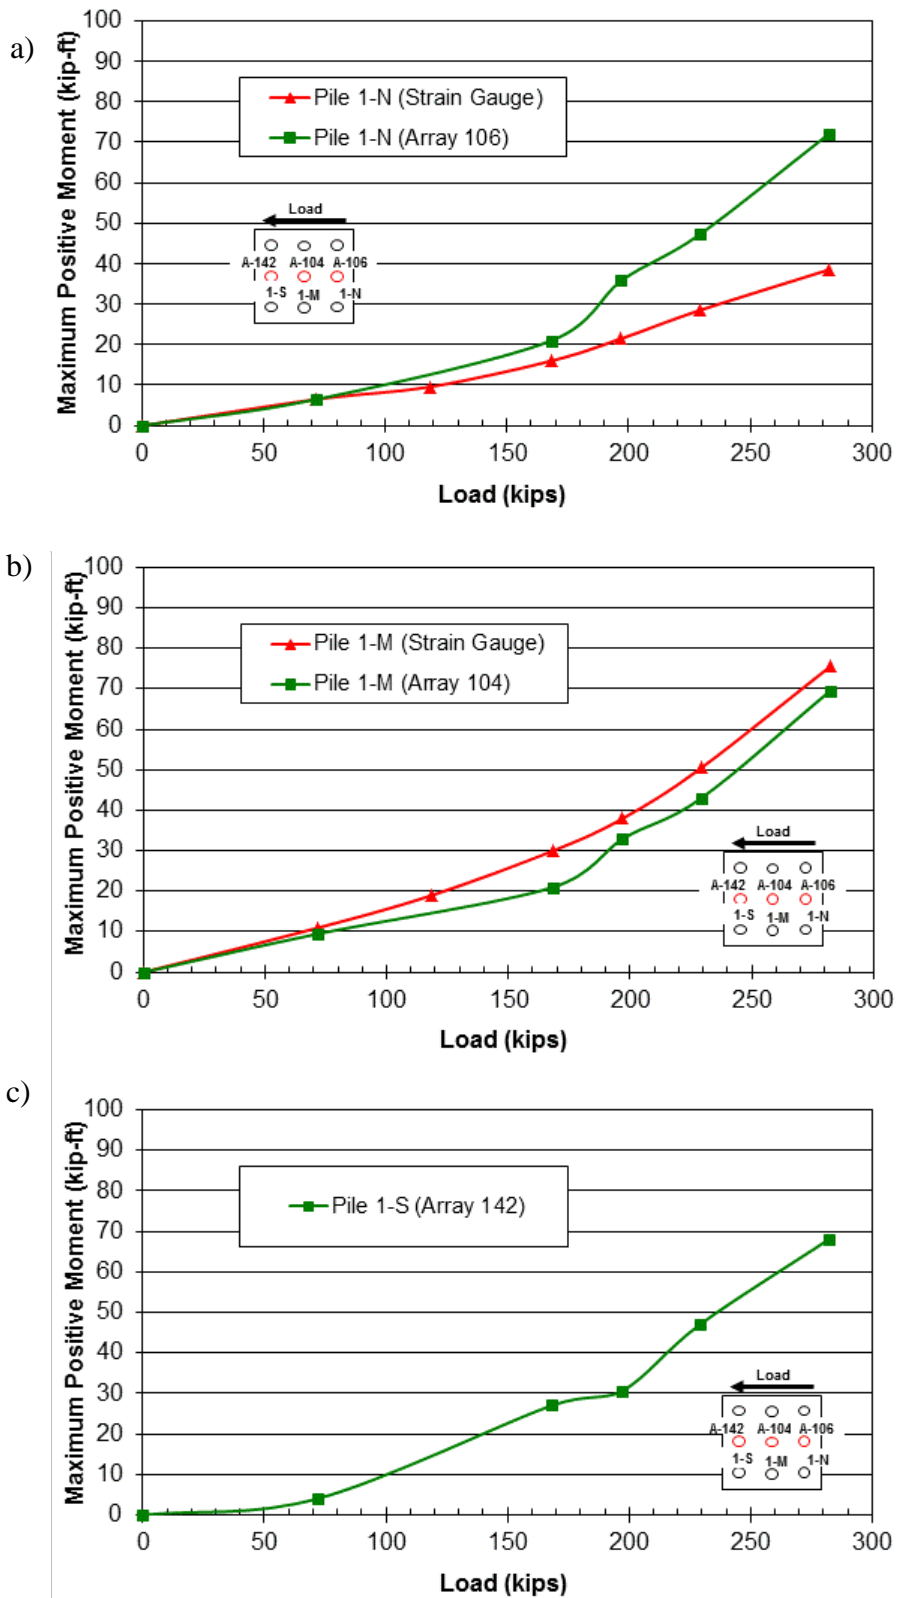 a)
Maximum Positive Moment (kip-ft)
100
90
80
70
60
50
40
30
20
10
0
Pile 1-N (Strain Gauge)
Pile 1-N (Array 106)
Load
A-142 A-104 A-106
1-S 1-M 1-N
0 50 100 150 200 250 300
Load (kips)
b)
Maximum Positive Moment (kip-ft)
100
90
80
70
60
50
40
30
20
10
0
Pile 1-M (Strain Gauge)
Pile 1-M (Array 104)
Load
A-142 A-104 A-106
1-S 1-M 1-N
0 50 100 150 200 250 300
Load (kips)
c)
Maximum Positive Moment (kip-ft)
100
90
80
70
60
50
40
30
20
10
0
Pile 1-S (Array 142)
Load
A-142 A-104 A-106
1-S 1-M 1-N
0 50 100 150 200 250 300
Load (kips)